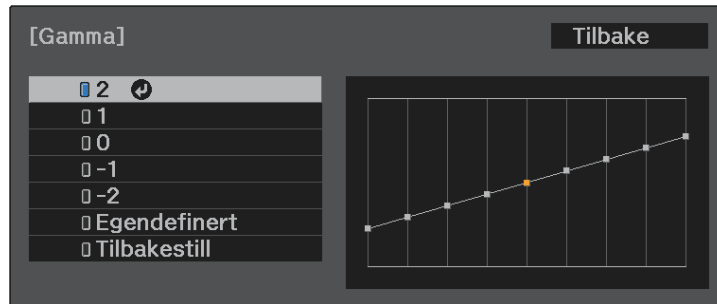 [Gamma]
Tilbake
2
1
0
-1
-2
Egendefinert
Tilbakestill